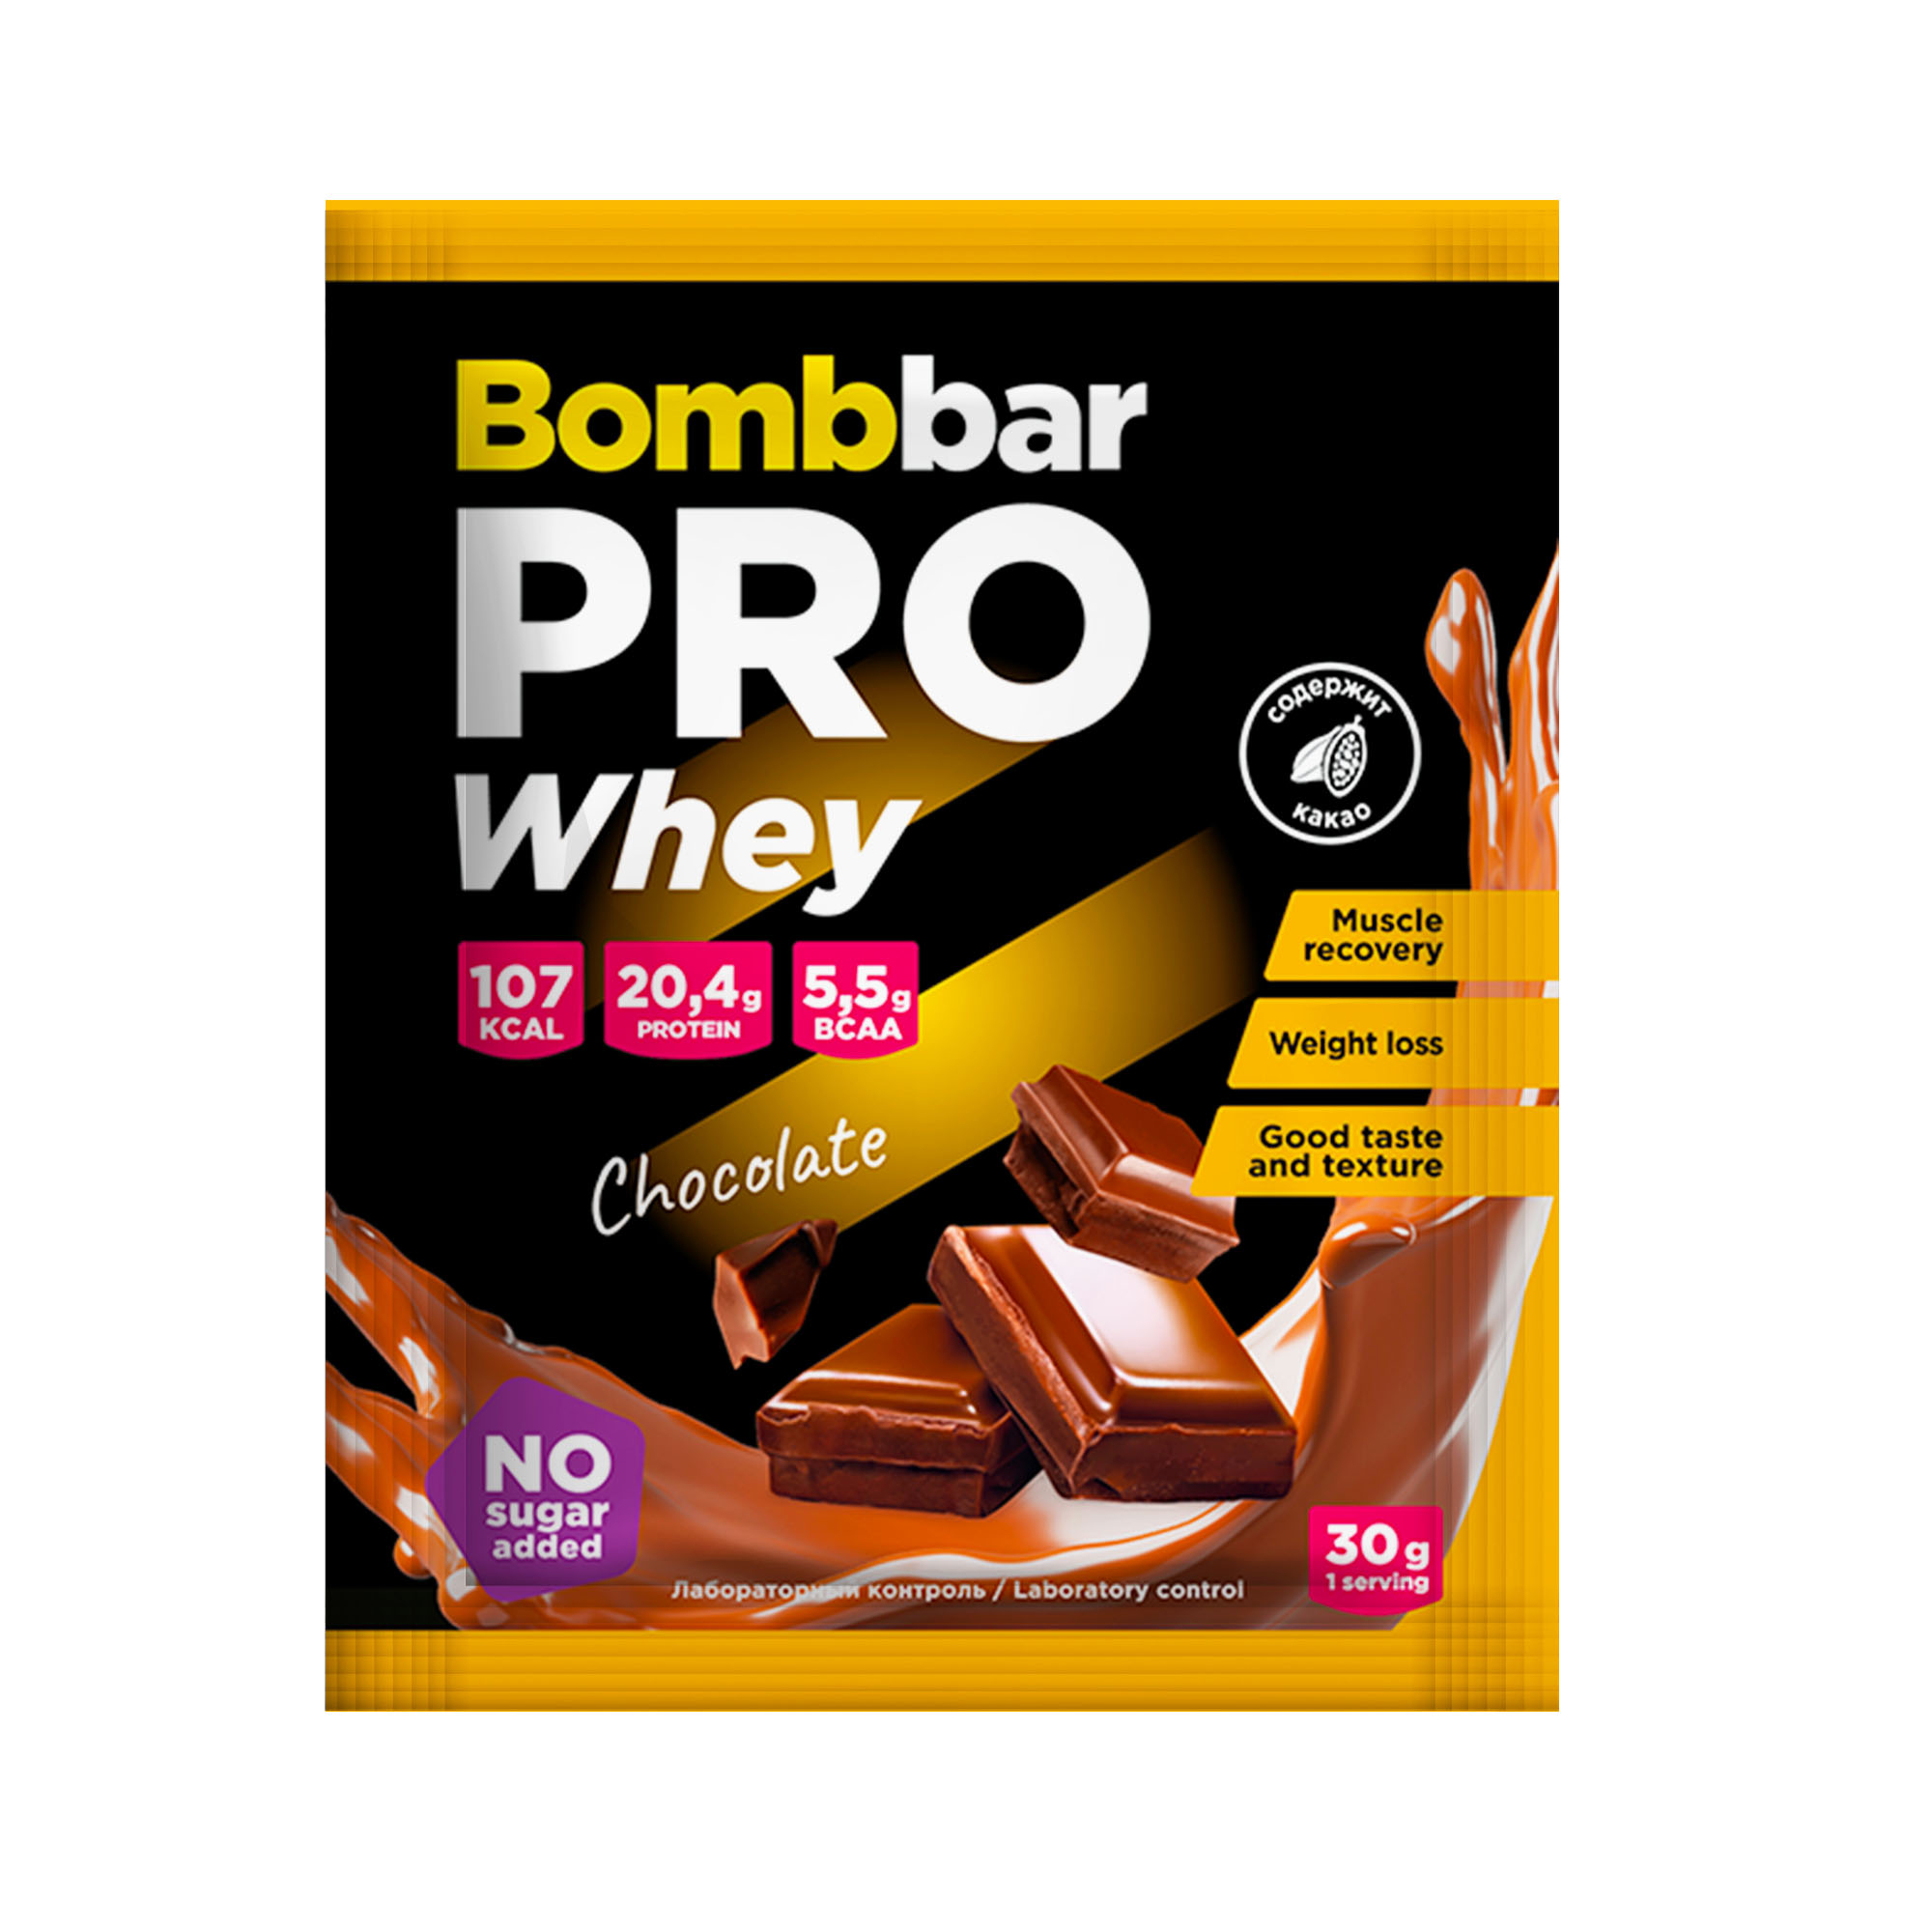 Bombbar
PRO
Whey
содержит
какао
Muscle
recovery
Weight loss
Good taste
and texture
107
KCAL
20,4g
PROTEIN
5,5g
BCAA
Chocolate
NO
sugar
added
30g
1 serving
Лабораторный контроль / Laboratory control